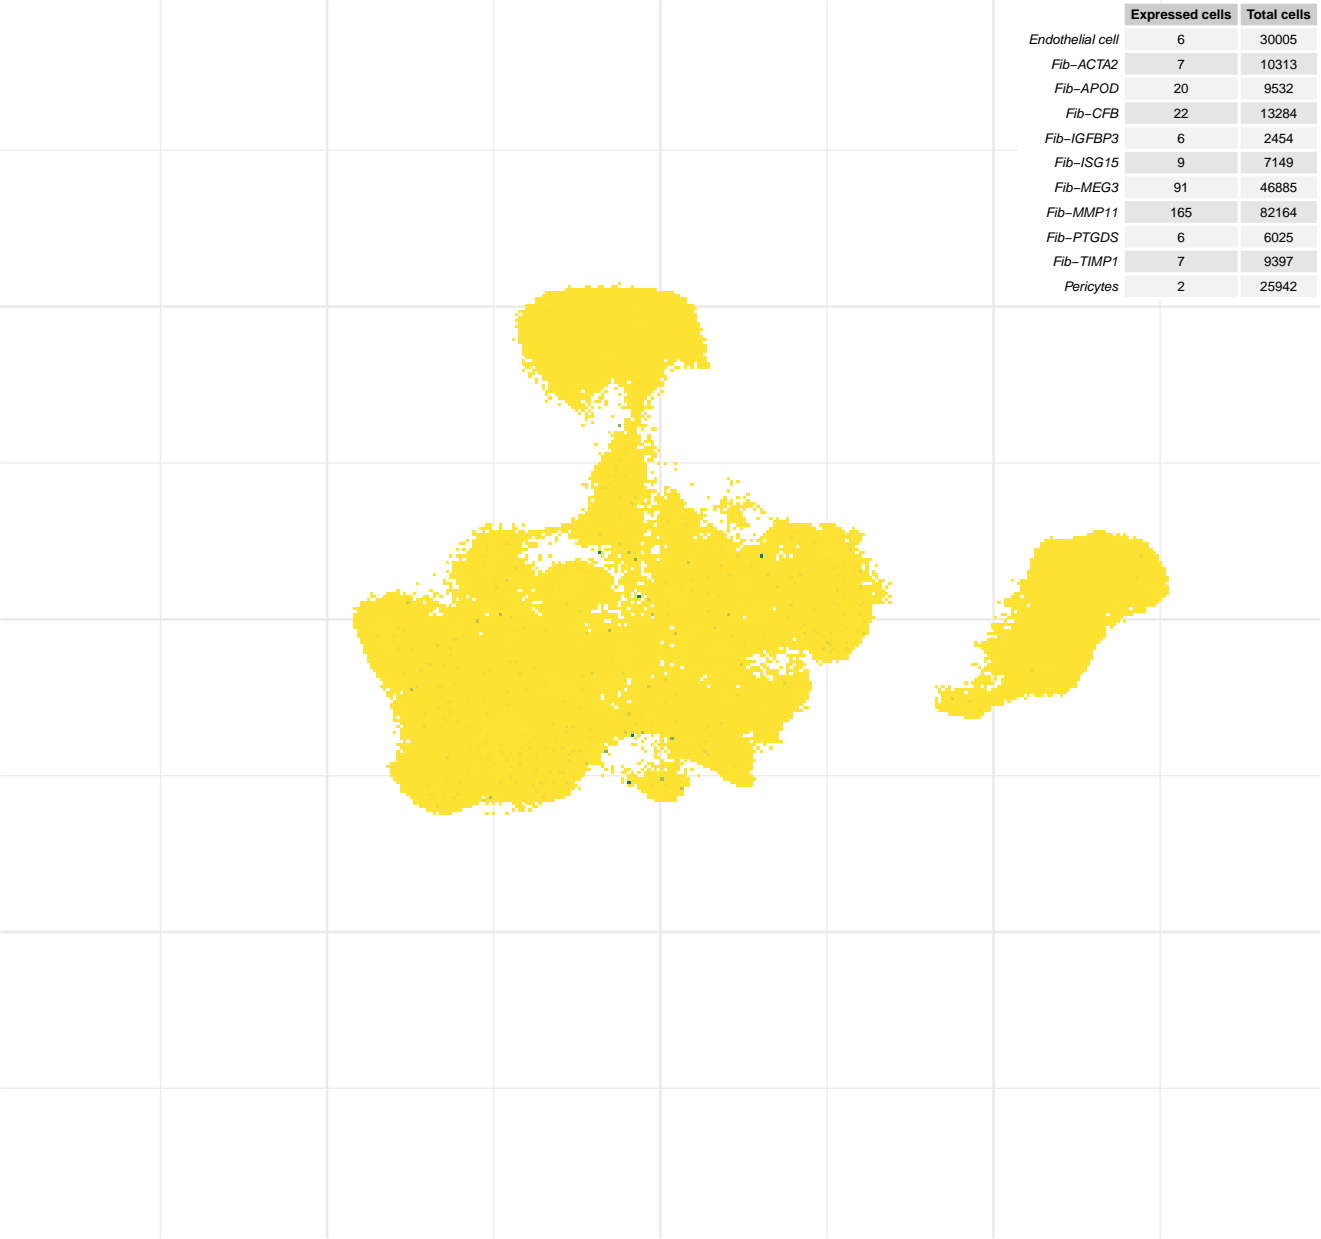 Expressed cells Total cells
Endothelial cell 6 30005
Fib−ACTA2 7 10313
Fib−APOD 20 9532
Fib−CFB 22 13284
Fib−IGFBP3 6 2454
Fib−ISG15 9 7149
Fib−MEG3 91 46885
Fib−MMP11 165 82164
Fib−PTGDS 6 6025
Fib−TIMP1 7 9397
Pericytes 2 25942